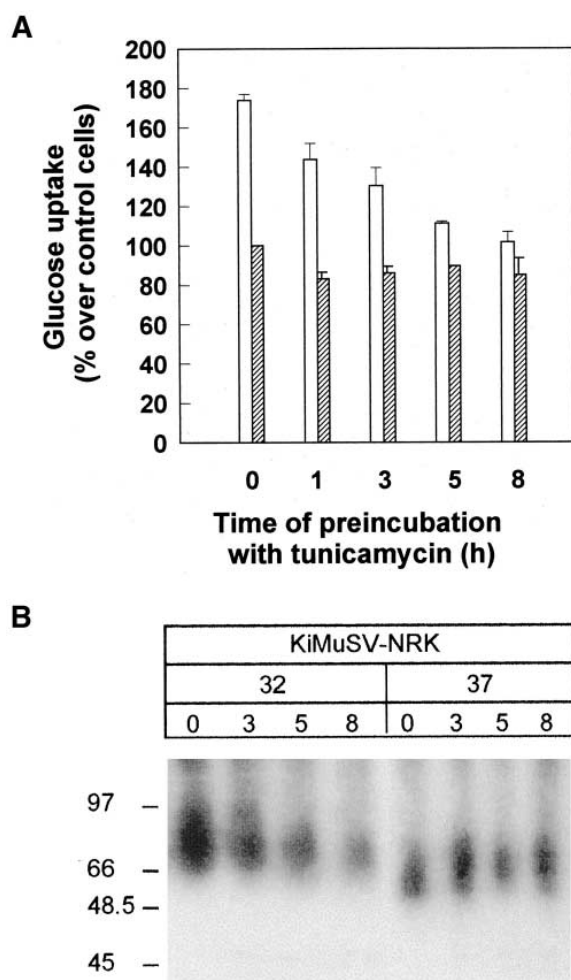 A
200
180
160
140
120
100
80
60
40
20
0
Glucose uptake
(% over control cells)
0 1 3 5 8
Time of preincubation
with tunicamycin (h)
B
KiMuSV-NRK
32 37
0 3 5 8 0 3 5 8
97
66
48.5
45